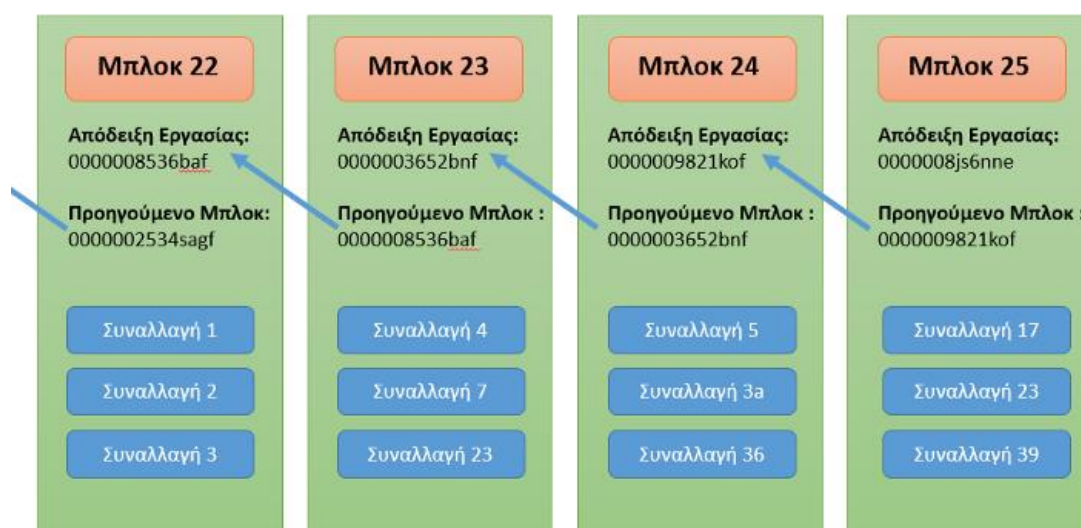 Μπλοκ 22
Απόδειξη Εργασίας:
0000008536baf
Προηγούμενο Μπλοκ:
0000002534sagf
Συναλλαγή 1
Συναλλαγή 2
Συναλλαγή 3
Μπλοκ 23
Απόδειξη Εργασίας:
0000003652bnf
Προηγούμενο Μπλοκ :
0000008536baf
Συναλλαγή 4
Συναλλαγή 7
Συναλλαγή 23
Μπλοκ 24
Απόδειξη Εργασίας:
0000009821kof
Προηγούμενο Μπλοκ :
0000003652bnf
Συναλλαγή 5
Συναλλαγή 3a
Συναλλαγή 36
Μπλοκ 25
Απόδειξη Εργασίας:
0000008js6nne
Προηγούμενο Μπλοκ :
0000009821kof
Συναλλαγή 17
Συναλλαγή 23
Συναλλαγή 39